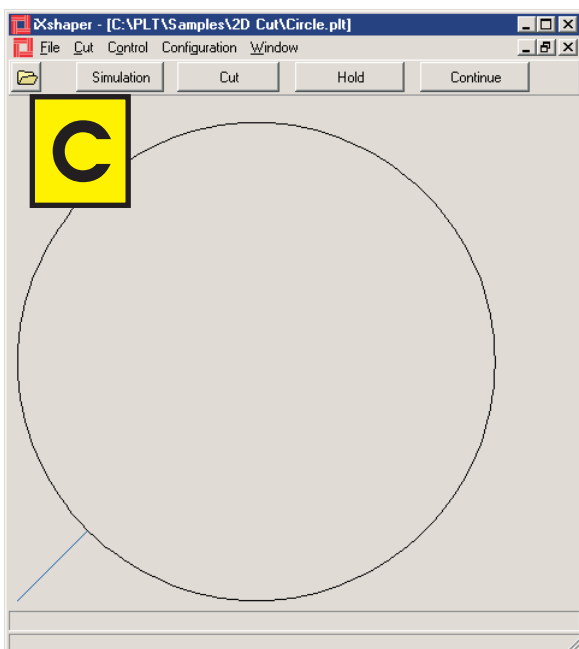 iXshaper - [C:\PLT\Samples\2D Cut\Circle.plt]
File Cut Control Configuration Window
Simulation Cut Hold Continue
C